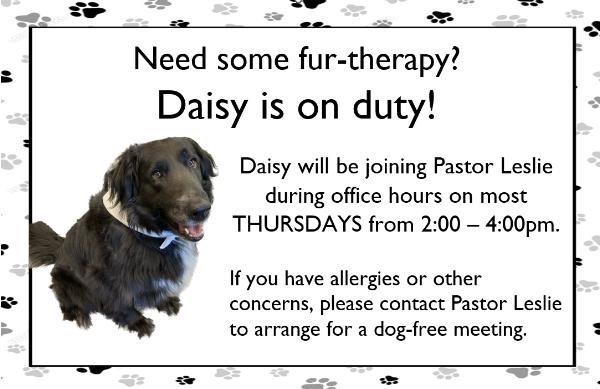 Need some fur-therapy?
Daisy is on duty!
Daisy will be joining Pastor Leslie
during office hours on most
THURSDAYS from 2:00 – 4:00pm.
If you have allergies or other
concerns, please contact Pastor Leslie
to arrange for a dog-free meeting.